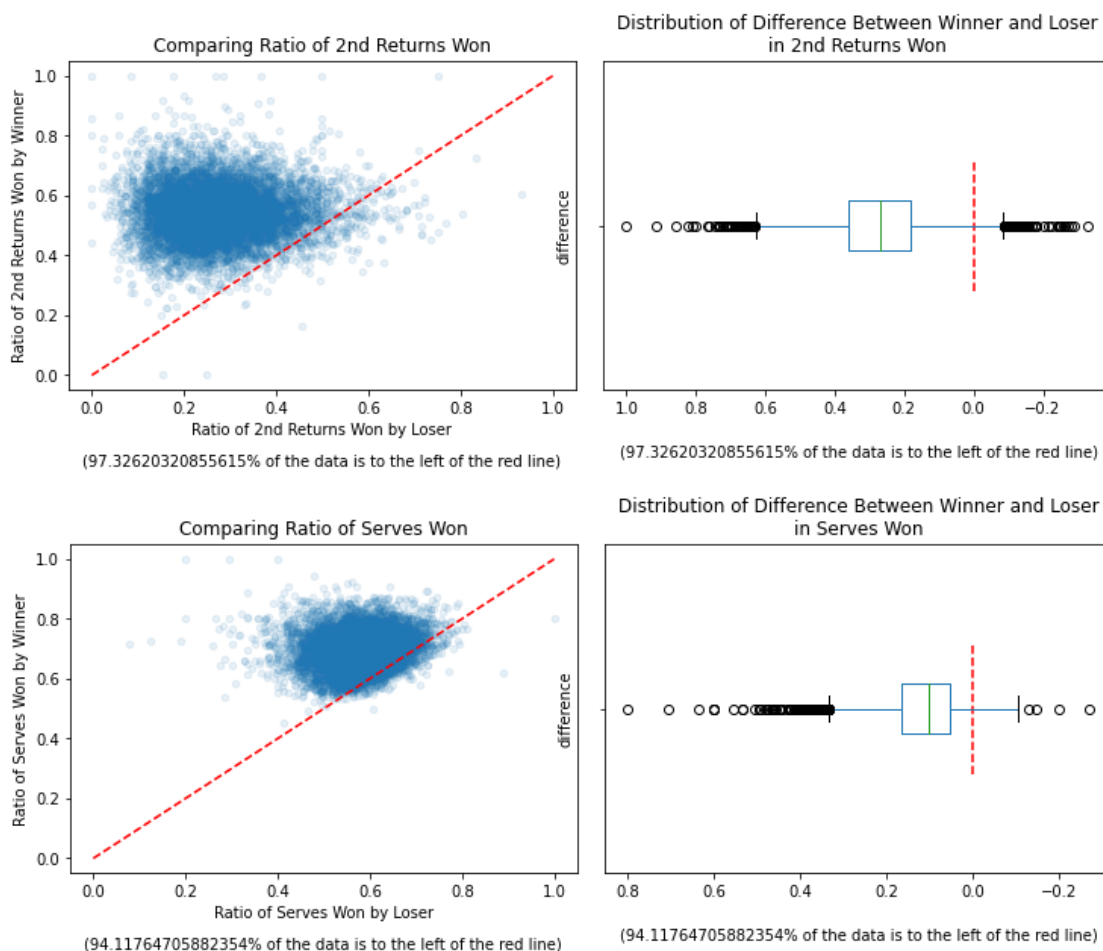 Comparing Ratio of 2nd Returns Won
Ratio of 2nd Returns Won by Winner
1.0
0.8
0.6
0.4
0.2
0.0
0.0 0.2 0.4 0.6 0.8 1.0
Ratio of 2nd Returns Won by Loser
(97.32620320855615% of the data is to the left of the red line)
Distribution of Difference Between Winner and Loser
in 2nd Returns Won
difference
1.0 0.8 0.6 0.4 0.2 0.0 −0.2
(97.32620320855615% of the data is to the left of the red line)
Comparing Ratio of Serves Won
Ratio of Serves Won by Winner
1.0
0.8
0.6
0.4
0.2
0.0
0.0 0.2 0.4 0.6 0.8 1.0
Ratio of Serves Won by Loser
(94.11764705882354% of the data is to the left of the red line)
Distribution of Difference Between Winner and Loser
in Serves Won
difference
0.8 0.6 0.4 0.2 0.0 −0.2
(94.11764705882354% of the data is to the left of the red line)